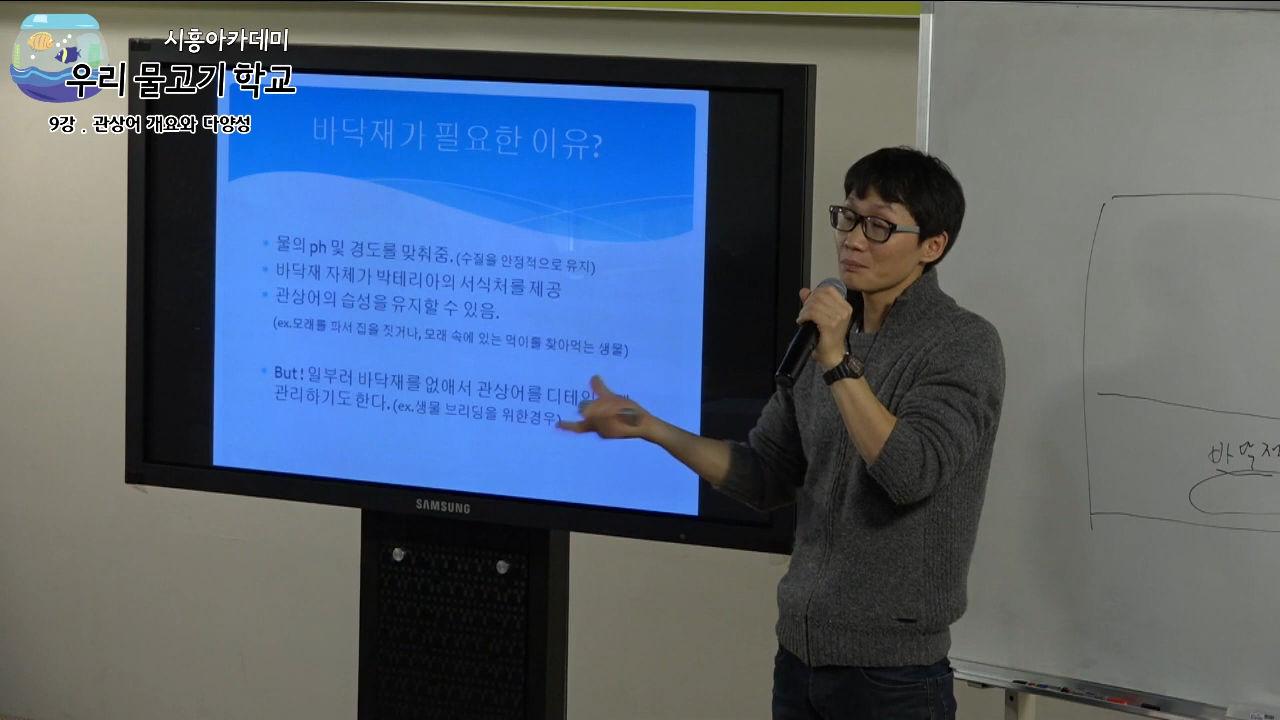 시흥아카데미
우리 물고기 학교
9강 . 관상어 개요와 다양성
바닥재가 필요한 이유?
물의 ph 및 경도를 맞춰줌. (수질을 안정적으로 유지)
바닥재 자체가 박테리아의 서식처를 제공
관상어의 습성을 유지할 수 있음.
(ex.모래를 파서 집을 짓거나, 모래 속에 있는 먹이를 찾아먹는 생물)
But! 일부러 바닥재를 없애서 관상어를
관리하기도한다. (ex.생물 브리딩을 위한경우)
SAMSUNG